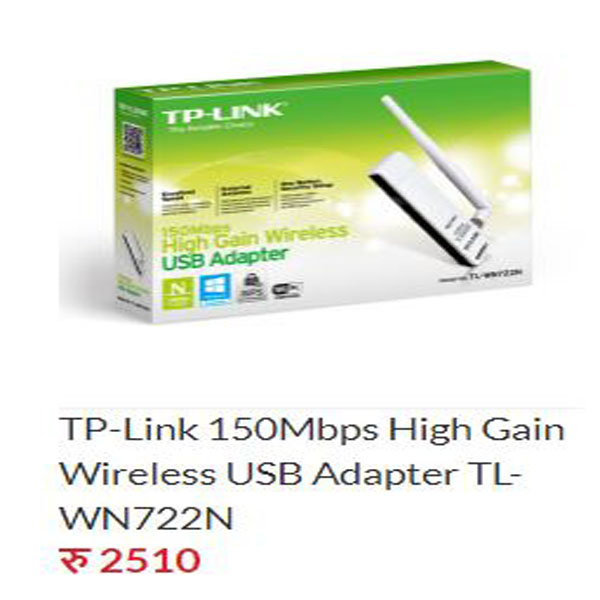 TP-LINK
The Reliable Choice
150Mbps
High Gain Wireless
USB Adapter
N
TL-WN722N
TP-Link 150Mbps High Gain
Wireless USB Adapter TL-
WN722N
रु 2510